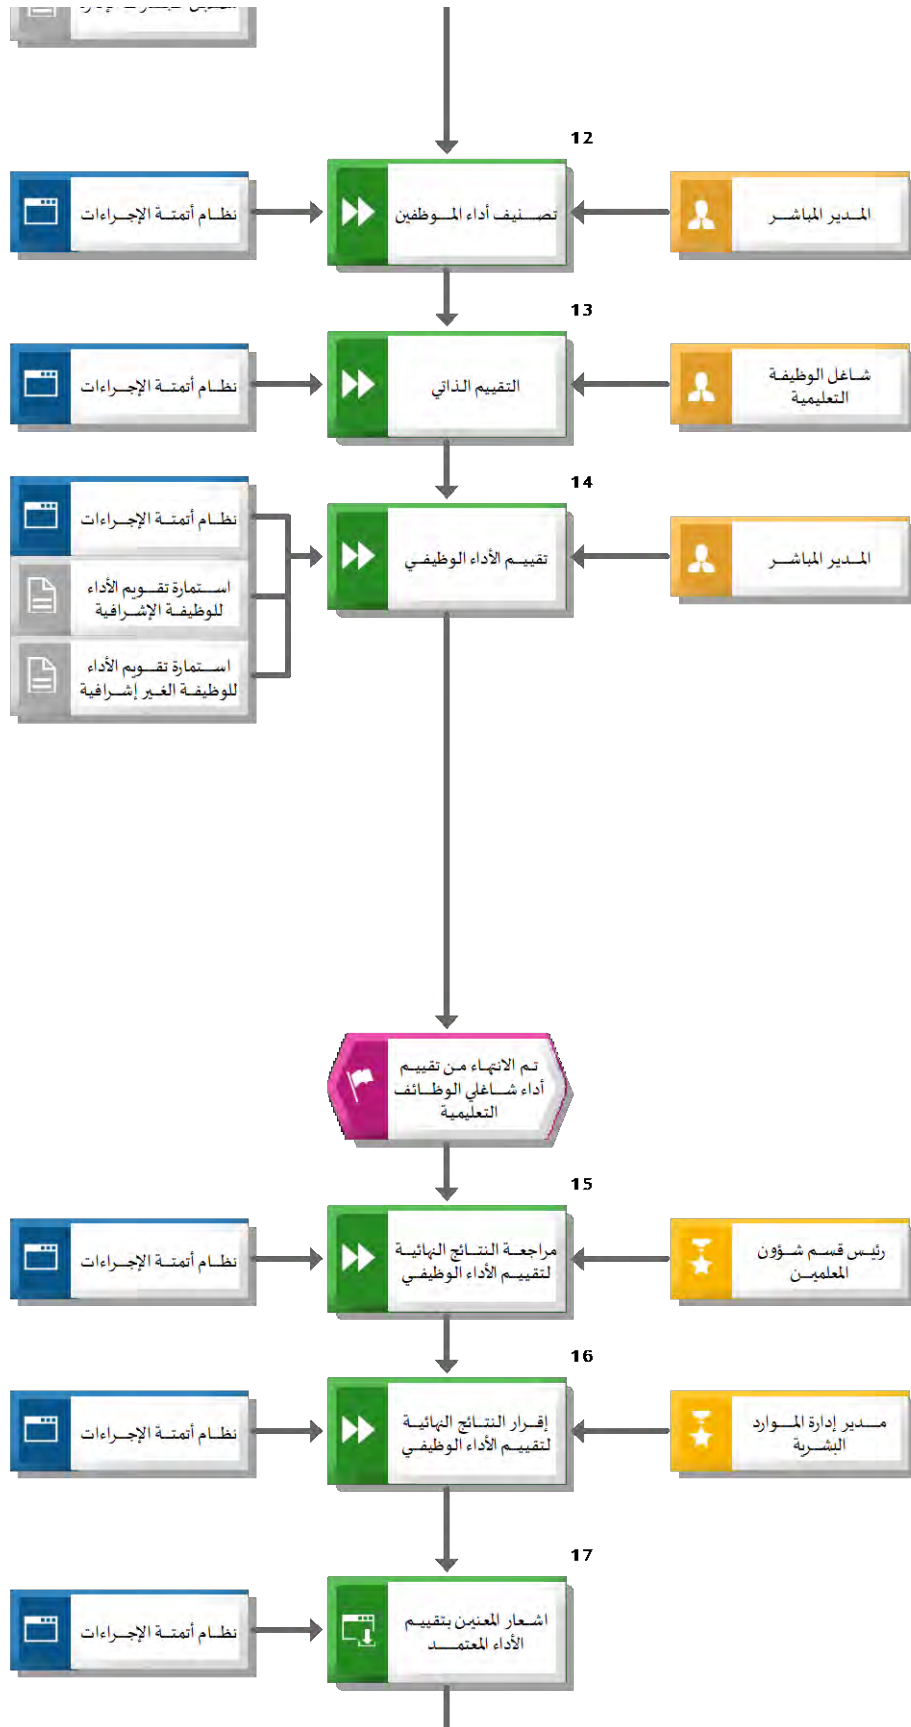 12
المدير المباشر
تصنيف أداء الموظفين
نظام أتمتة الإجراءات
13
شاغل الوظيفة
التعليمية
التقييم الذاتي
نظام أتمتة الإجراءات
14
المدير المباشر
تقييم الأداء الوظيفي
نظام أتمتة الإجراءات
استمارة تقويم الأداء
للوظيفة الإشرافية
استمارة تقويم الأداء
للوظيفة الغير إشرافية
تم الانتهاء من تقييم
أداء شاغلي الوظائف
التعليمية
15
رئيس قسم شؤون
المعلمين
مراجعة النتائج النهائية
لتقييم الأداء الوظيفي
نظام أتمتة الإجراءات
16
مدير إدارة الموارد
البشرية
إقرار النتائج النهائية
لتقييم الأداء الوظيفي
نظام أتمتة الإجراءات
17
اشعار المعنين بتقييم
الأداء المعتمد
نظام أتمتة الإجراءات